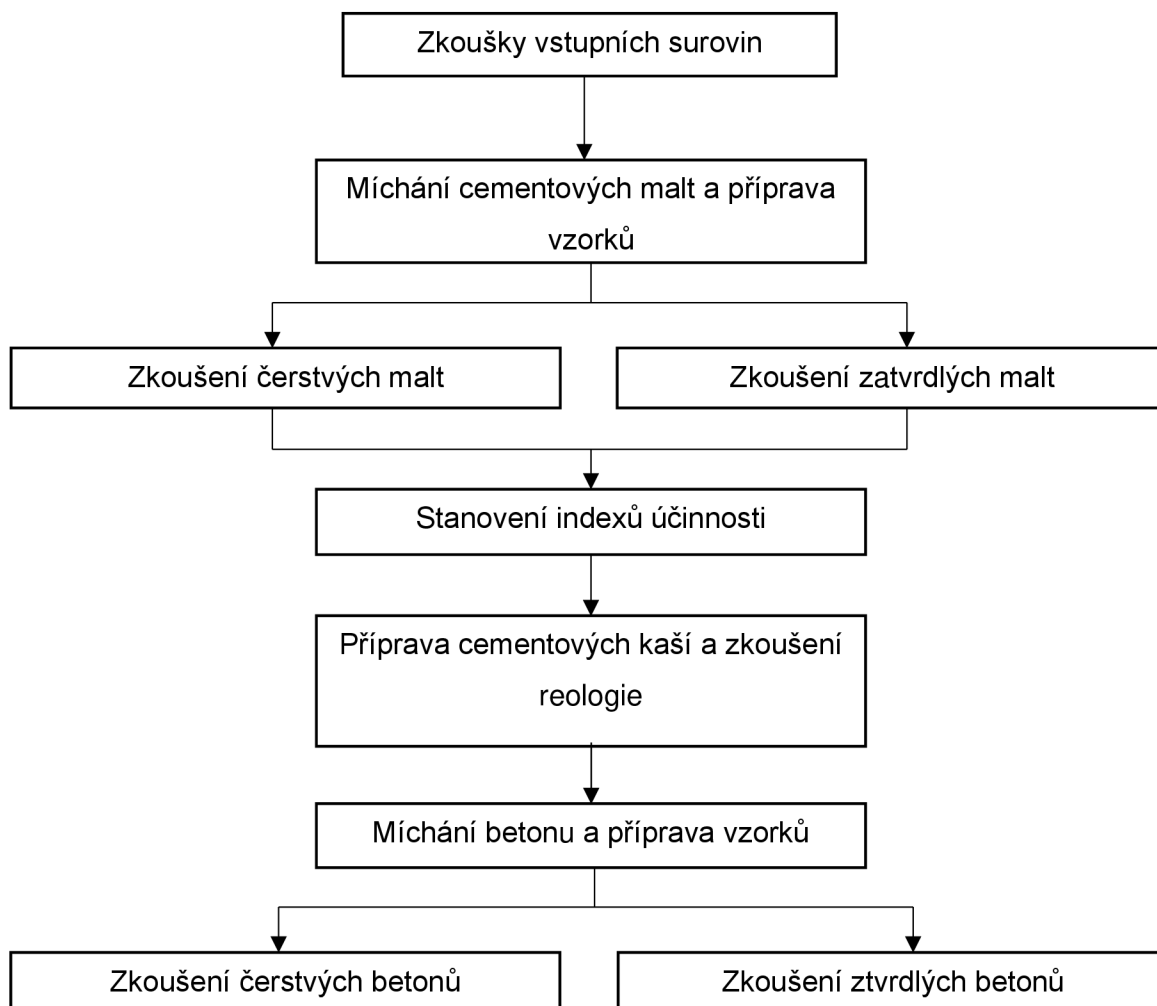 Zkoušky vstupních surovin
Míchání cementových malt a příprava
vzorků
Zkoušení čerstvých malt
Zkoušení zatvrdlých malt
Stanovení indexů účinnosti
Příprava cementových kaší a zkoušení
reologie
Míchání betonu a příprava vzorků
Zkoušení čerstvých betonů
Zkoušení ztvrdlých betonů